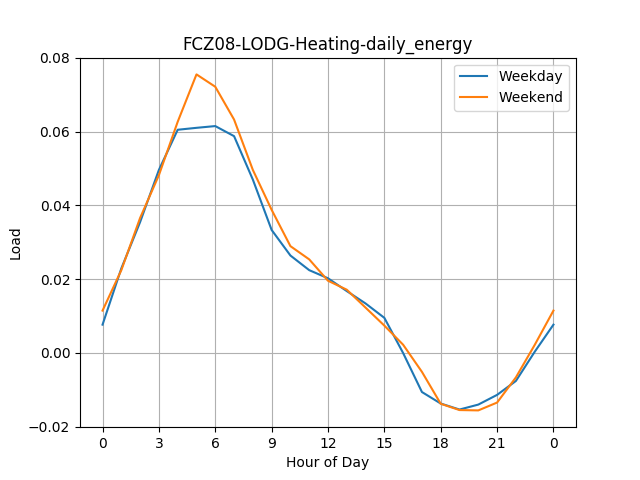 FCZ08-LODG-Heating-daily_energy
Weekday
Weekend
0.08
0.06
0.04
0.02
0.00
−0.02
Load
0 3 6 9 12 15 18 21 0
Hour of Day